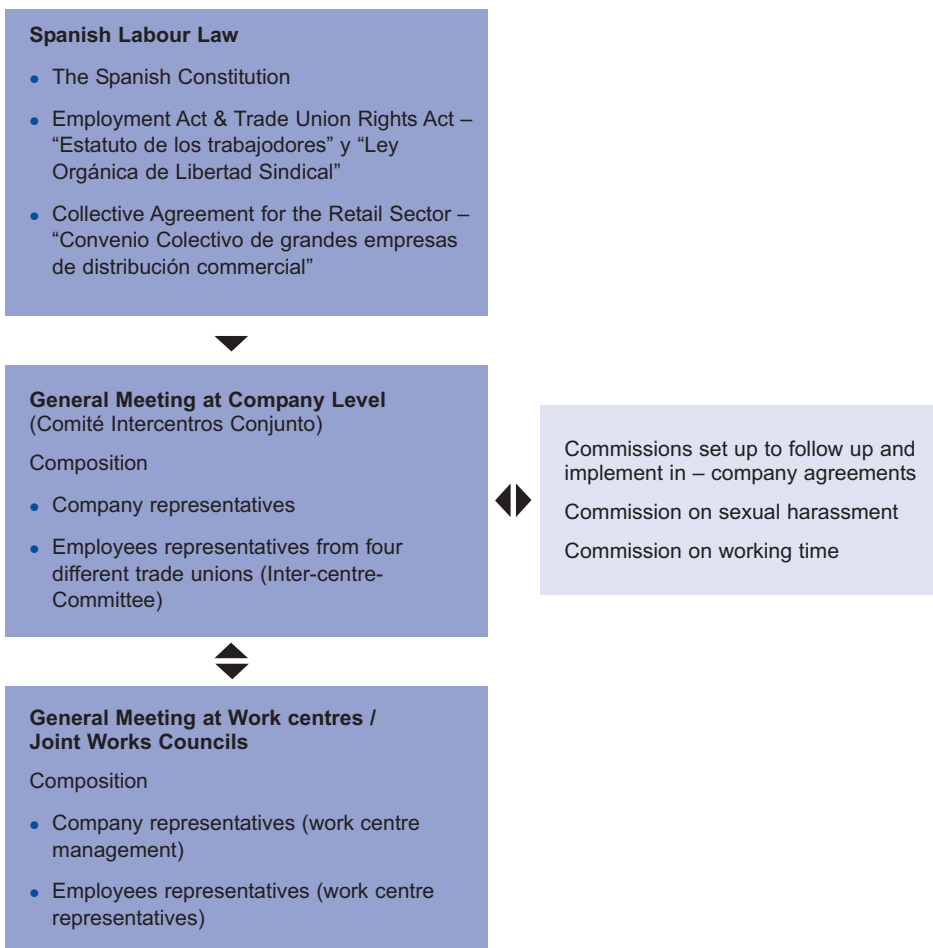 Spanish Labour Law
• The Spanish Constitution
• Employment Act & Trade Union Rights Act –
“Estatuto de los trabajodores” y “Ley
Orgánica de Libertad Sindical”
• Collective Agreement for the Retail Sector –
“Convenio Colectivo de grandes empresas
de distribución commercial”
General Meeting at Company Level
(Comité Intercentros Conjunto)
Composition
• Company representatives
• Employees representatives from four
different trade unions (Inter-centre-
Committee)
Commissions set up to follow up and
implement in – company agreements
Commission on sexual harassment
Commission on working time
General Meeting at Work centres /
Joint Works Councils
Composition
• Company representatives (work centre
management)
• Employees representatives (work centre
representatives)